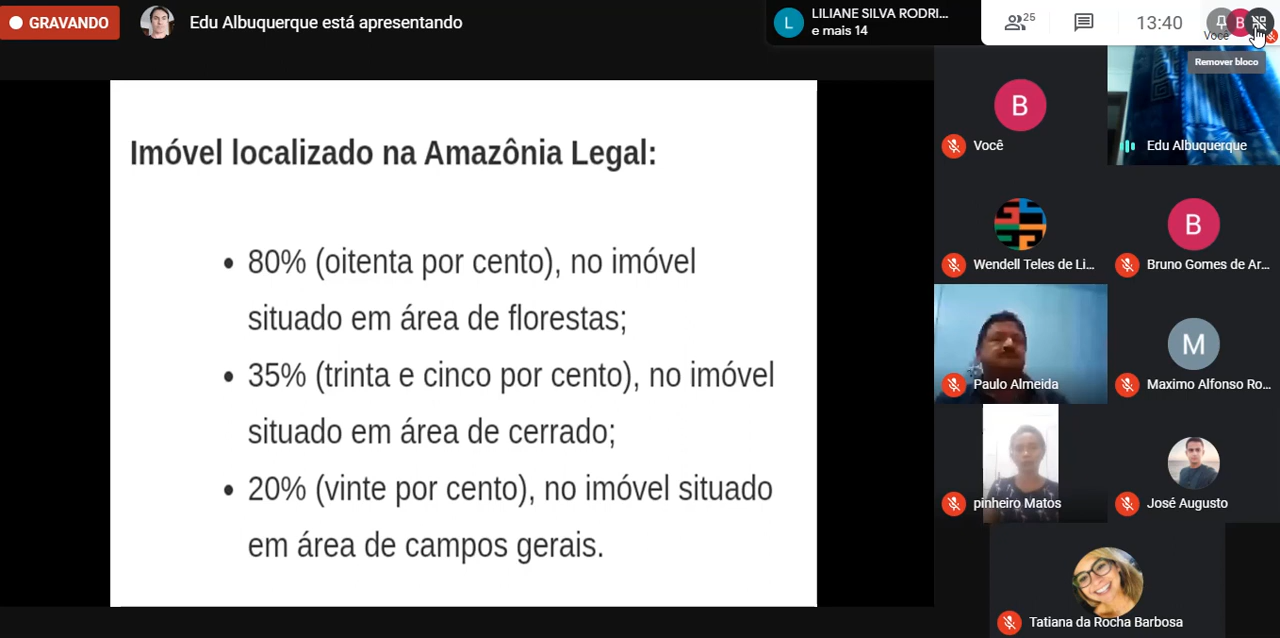 GRAVANDO
Edu Albuquerque está apresentando
L
LILIANE SILVA RODRI...
e mais 14
25
13:40
B
Você
Remover bloco
Imóvel localizado na Amazônia Legal:
• 80% (oitenta por cento), no imóvel
situado em área de florestas;
• 35% (trinta e cinco por cento), no imóvel
situado em área de cerrado;
• 20% (vinte por cento), no imóvel situado
em área de campos gerais.
B
Você
Edu Albuquerque
Wendell Teles de Li...
B
Bruno Gomes de Ar...
Paulo Almeida
M
Maximo Alfonso Ro...
pinheiro Matos
José Augusto
Tatiana da Rocha Barbosa